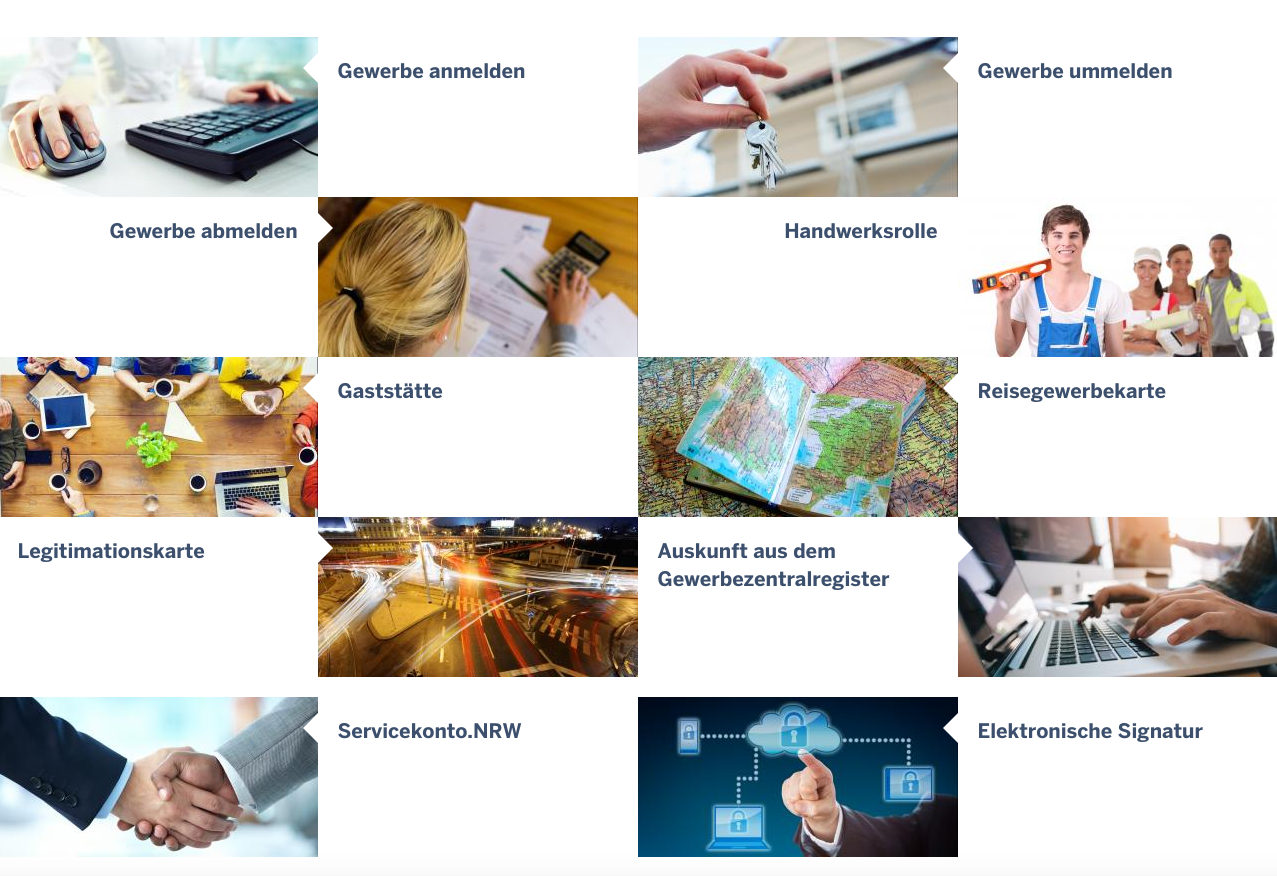 Gewerbe anmelden
Gewerbe ummelden
Gewerbe abmelden
Handwerksrolle
Gaststätte
Reisegewerbekarte
Legitimationskarte
Auskunft aus dem
Gewerbezentralregister
Servicekonto.NRW
Elektronische Signatur